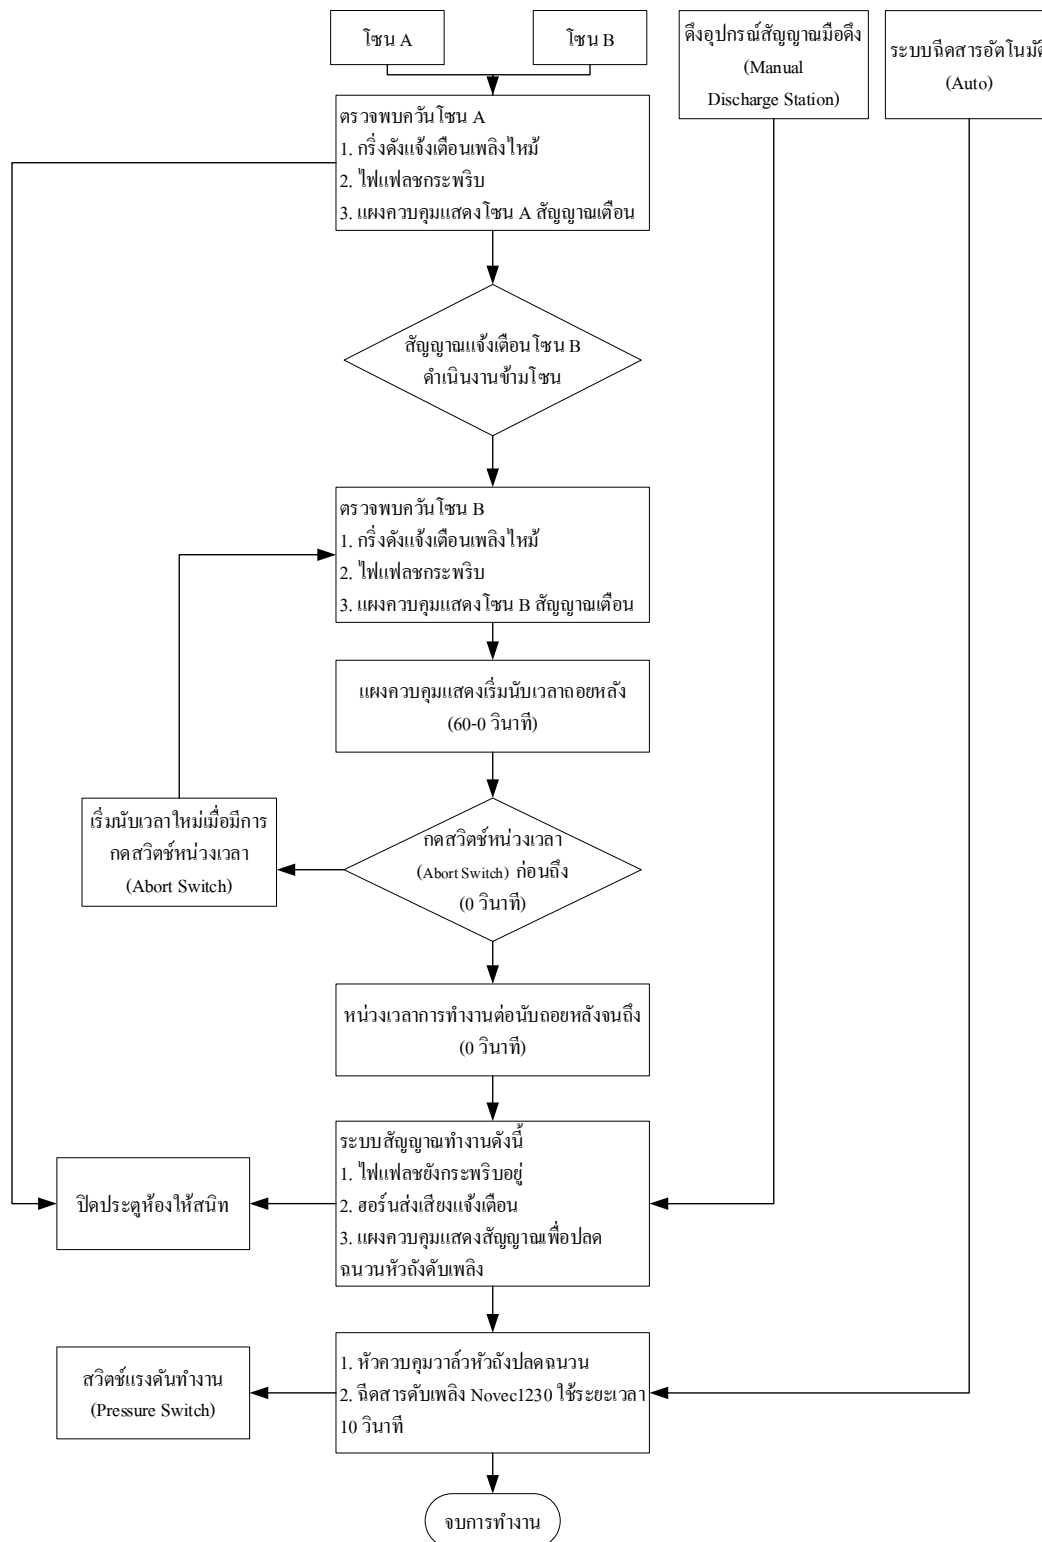 โซน A
โซน B
ดึงอุปกรณ์สัญญาณมือดึง
(Manual
Discharge Station)
ระบบฉีดสารอัตโนมัติ
(Auto)
ตรวจพบควันโซน A
1. กริ่งดังแจ้งเตือนเพลิงไหม้
2. ไฟแฟลชกระพริบ
3. แผงควบคุมแสดงโซน A สัญญาณเตือน
สัญญาณแจ้งเตือนโซน B
ดำเนินงานข้ามโซน
ตรวจพบควันโซน B
1. กริ่งดังแจ้งเตือนเพลิงไหม้
2. ไฟแฟลชกระพริบ
3. แผงควบคุมแสดงโซน B สัญญาณเตือน
แผงควบคุมแสดงเริ่มนับเวลาถอยหลัง
(60-0 วินาที)
เริ่มนับเวลาใหม่เมื่อมีการ
กดสวิตช์หน่วงเวลา
(Abort Switch)
กดสวิตช์หน่วงเวลา
(Abort Switch) ก่อนถึง
(0 วินาที)
หน่วงเวลาการทำงานต่อนับถอยหลังจนถึง
(0 วินาที)
ระบบสัญญาณทำงานดังนี้
1. ไฟแฟลชยังกระพริบอยู่
2. ฮอร์นส่งเสียงแจ้งเตือน
3. แผงควบคุมแสดงสัญญาณเพื่อปลด
ฉนวนหัวถังดับเพลิง
ปิดประตูห้องให้สนิท
สวิตช์แรงดันทำงาน
(Pressure Switch)
1. หัวควบคุมวาล์วหัวถังปลดฉนวน
2. ฉีดสารดับเพลิง Novec1230 ใช้ระยะเวลา
10 วินาที
จบการทำงาน